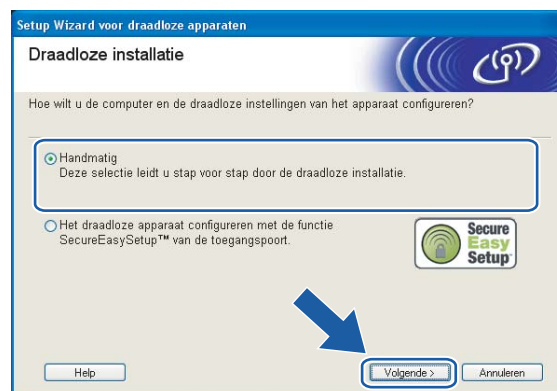 Setup Wizard voor draadloze apparaten
Draadloze installatie
Hoe wilt u de computer en de draadloze instellingen van het apparaat configureren?
Handmatig
Deze selectie leidt u stap voor stap door de draadloze installatie.
Het draadloze apparaat configureren met de functie
SecureEasySetup™ van de toegangspoort.
Secure
Easy
Setup
Help
Volgende >
Annuleren